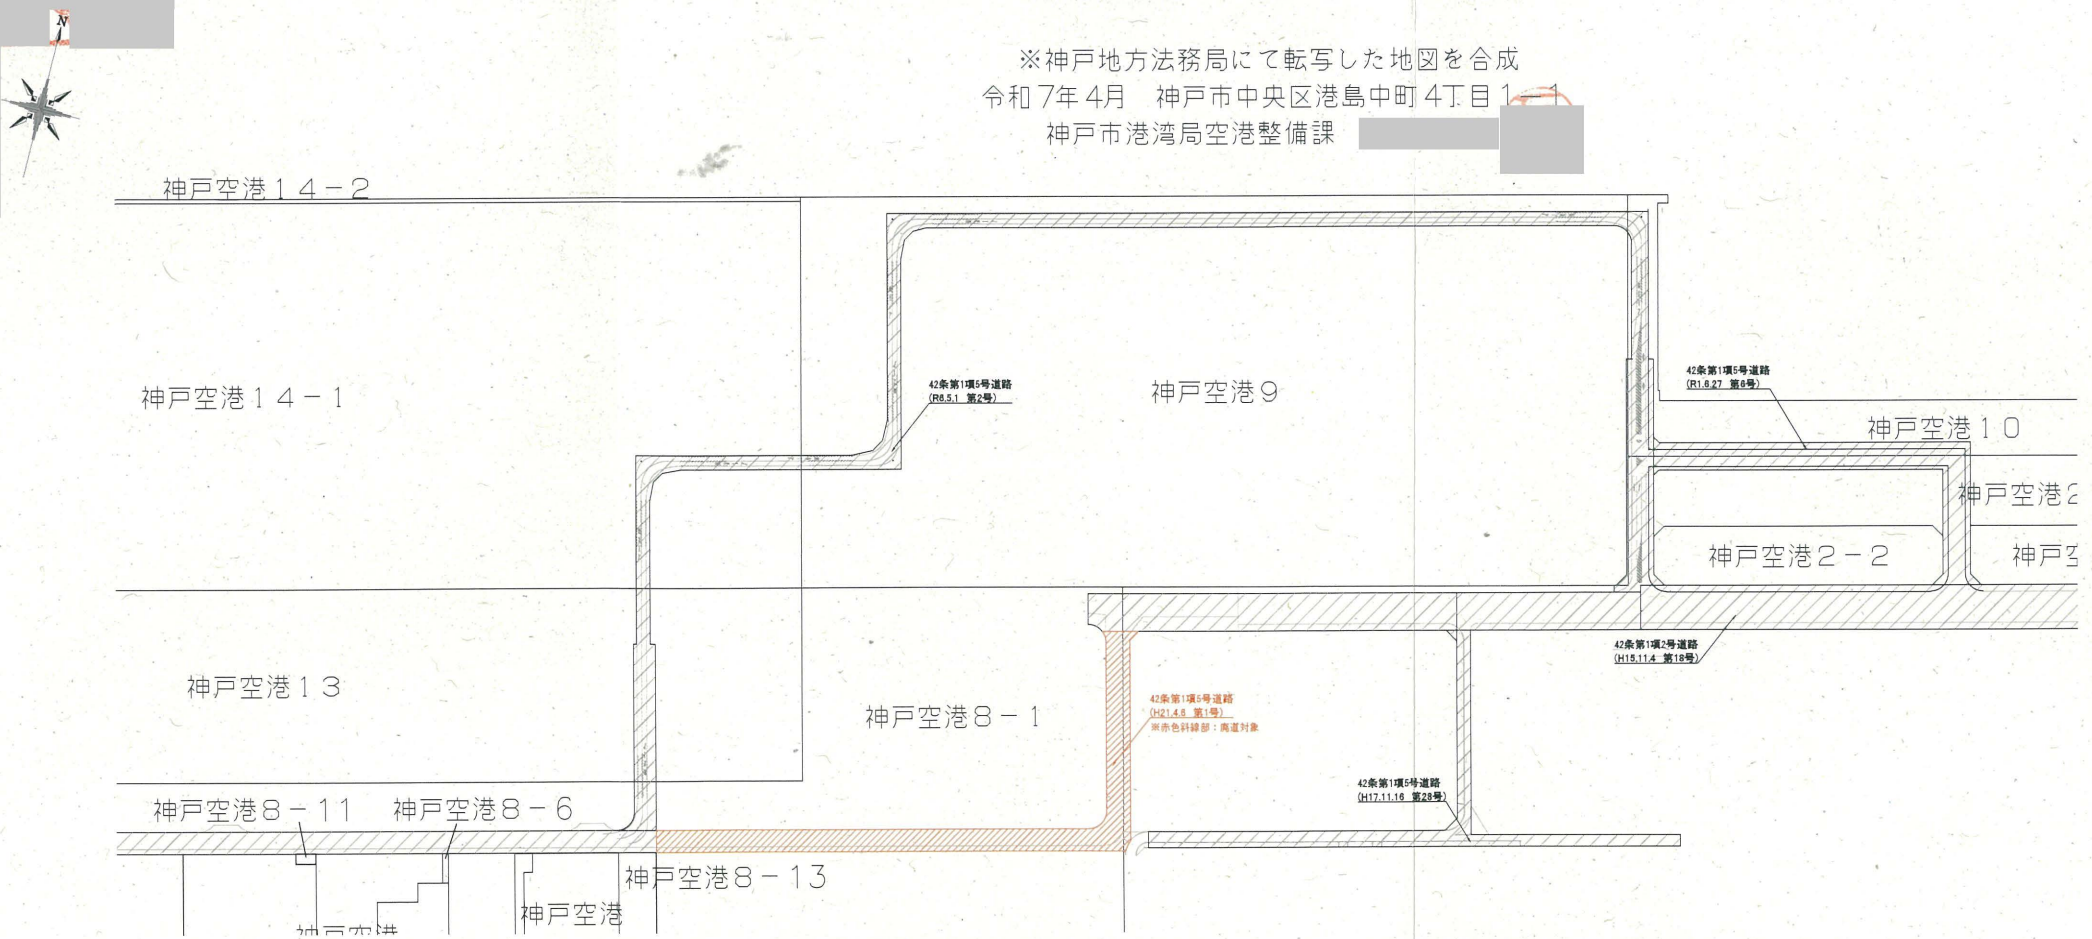 N
※神戸地方法務局にて転写した地図を合成
令和7年4月 神戸市中央区港島中町4丁目1-1
神戸市港湾局空港整備課
神戸空港14-2
神戸空港14-1
42条第1項5号道路
(R6.5.1 第2号)
神戸空港9
42条第1項5号道路
(R1.6.27 第6号)
神戸空港10
神戸空港2
神戸空港2-2
神戸空
42条第1項2号道路
(H15.11.4 第18号)
神戸空港13
神戸空港8-1
42条第1項5号道路
(H21.4.6 第1号)
※赤色斜線部:廃道対象
42条第1項5号道路
(H17.11.16 第28号)
神戸空港8-11
神戸空港8-6
神戸空港8-13
神戸空港
神戸空港